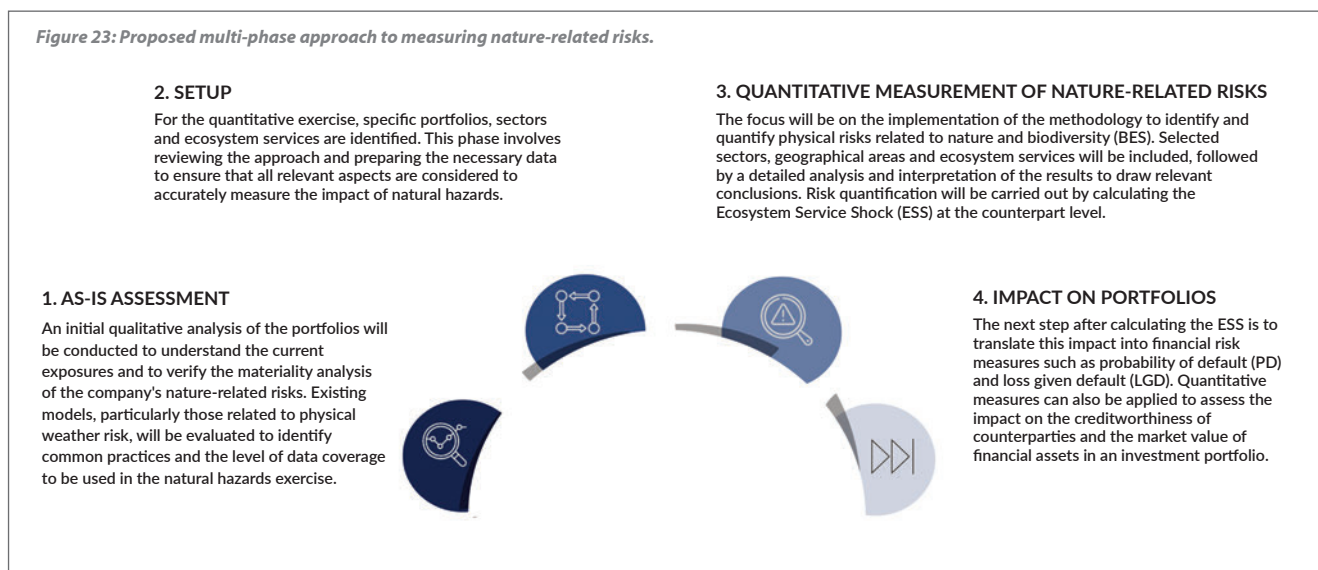 Figure 23: Proposed multi-phase approach to measuring nature-related risks.
1. AS-IS ASSESSMENT
An initial qualitative analysis of the portfolios will
be conducted to understand the current
exposures and to verify the materiality analysis
of the company's nature-related risks. Existing
models, particularly those related to physical
weather risk, will be evaluated to identify
common practices and the level of data coverage
to be used in the natural hazards exercise.
2. SETUP
For the quantitative exercise, specific portfolios, sectors
and ecosystem services are identified. This phase involves
reviewing the approach and preparing the necessary data
to ensure that all relevant aspects are considered to
accurately measure the impact of natural hazards.
3. QUANTITATIVE MEASUREMENT OF NATURE-RELATED RISKS
The focus will be on the implementation of the methodology to identify and
quantify physical risks related to nature and biodiversity (BES). Selected
sectors, geographical areas and ecosystem services will be included, followed
by a detailed analysis and interpretation of the results to draw relevant
conclusions. Risk quantification will be carried out by calculating the
Ecosystem Service Shock (ESS) at the counterpart level.
4. IMPACT ON PORTFOLIOS
The next step after calculating the ESS is to
translate this impact into financial risk
measures such as probability of default (PD)
and loss given default (LGD). Quantitative
measures can also be applied to assess the
impact on the creditworthiness of
counterparties and the market value of
financial assets in an investment portfolio.